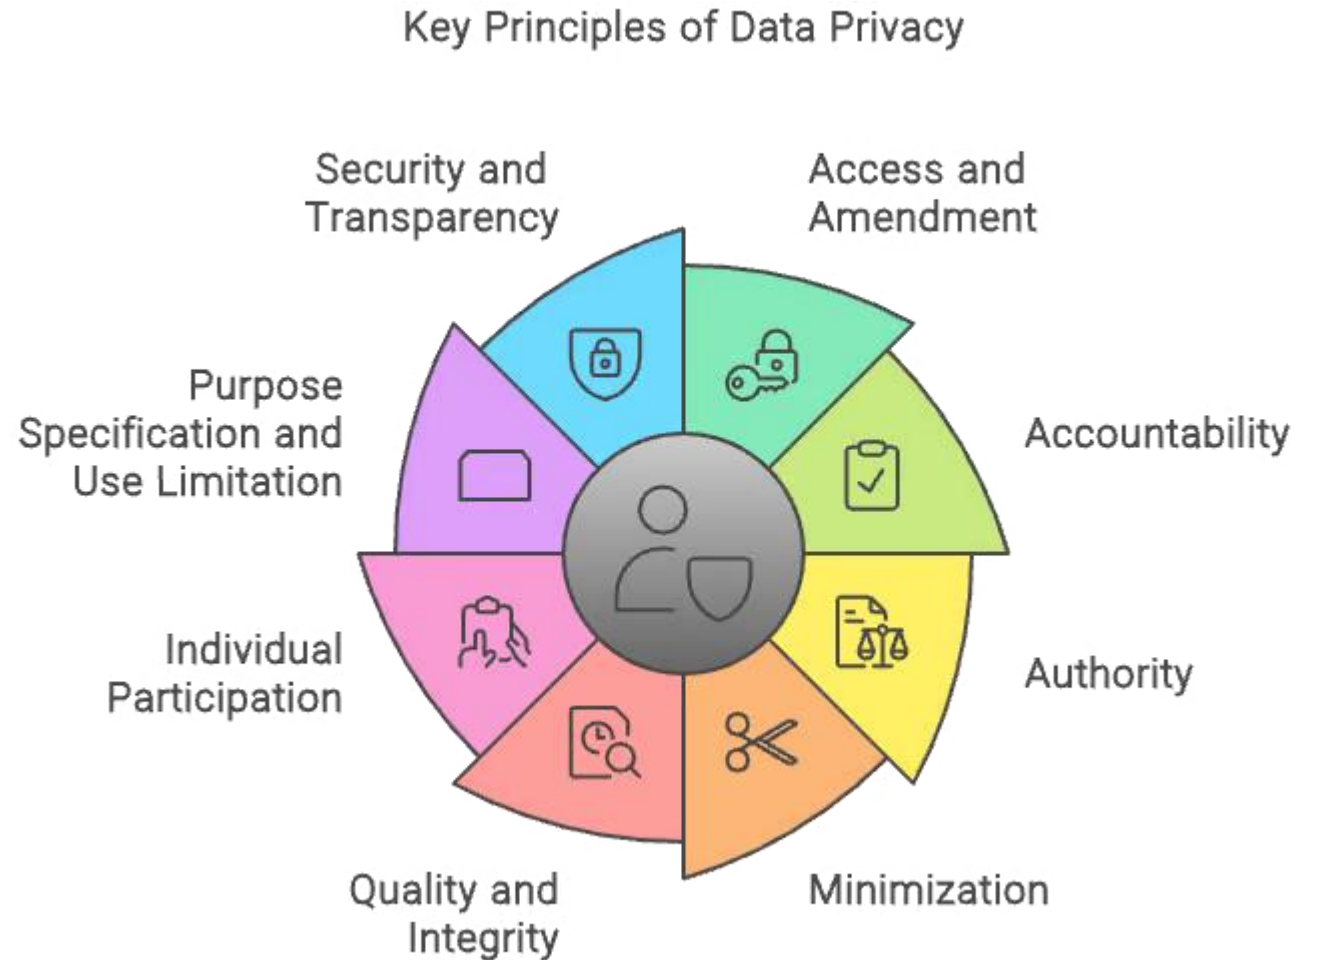 Key Principles of Data Privacy
Security and
Transparency
Access and
Amendment
Purpose
Specification and
Use Limitation
Accountability
Individual
Participation
Authority
Quality and
Integrity
Minimization